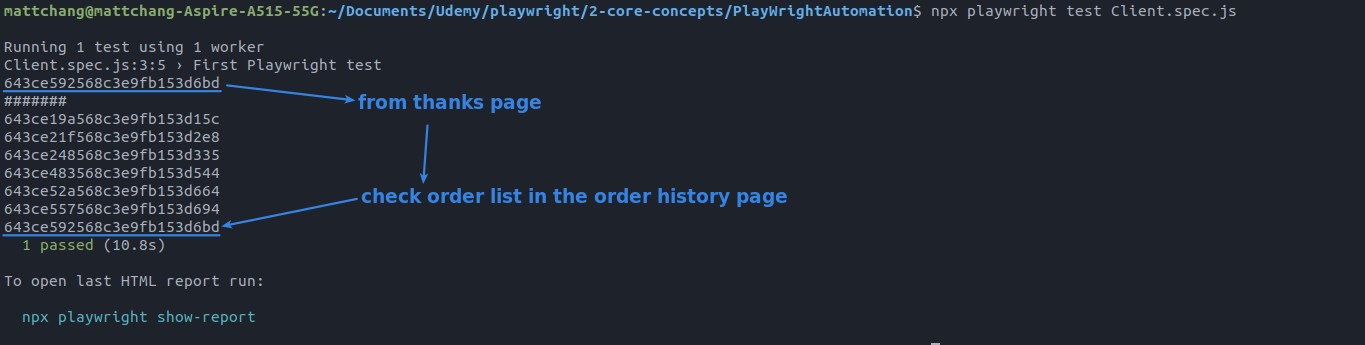 mattchang@mattchang-Aspire-A515-55G:~/Documents/Udemy/playwright/2-core-concepts/PlayWrightAutomation$ npx playwright test Client.spec.js
Running 1 test using 1 worker
Client.spec.js:3:5 › First Playwright test
643ce592568c3e9fb153d6bd
from thanks page
#######
643ce19a568c3e9fb153d15c
643ce21f568c3e9fb153d2e8
643ce248568c3e9fb153d335
643ce483568c3e9fb153d544
643ce52a568c3e9fb153d664
check order list in the order history page
643ce557568c3e9fb153d694
643ce592568c3e9fb153d6bd
1 passed (10.8s)
To open last HTML report run:
npx playwright show-report